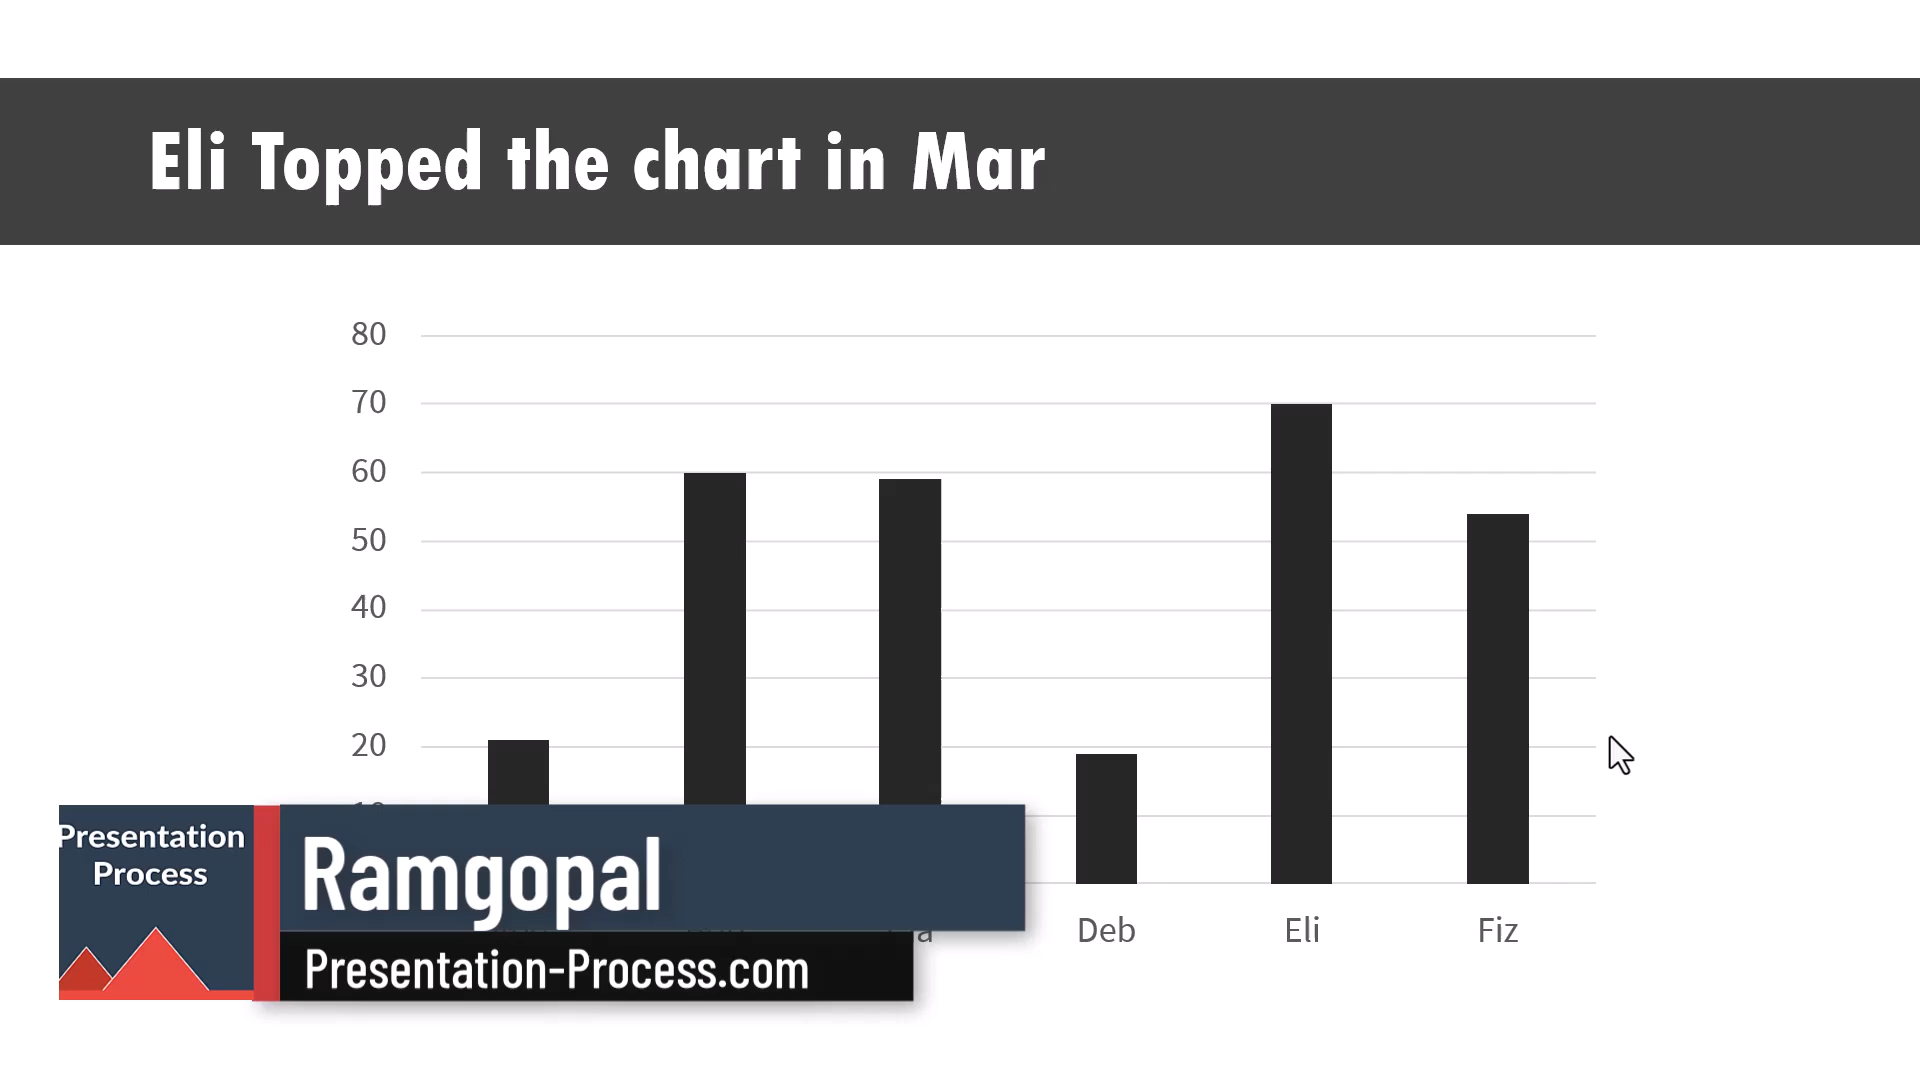 Eli Topped the chart in Mar
80
70
60
50
40
30
20
Presentation
Process
Ramgopal
Presentation-Process.com
Deb
Eli
Fiz